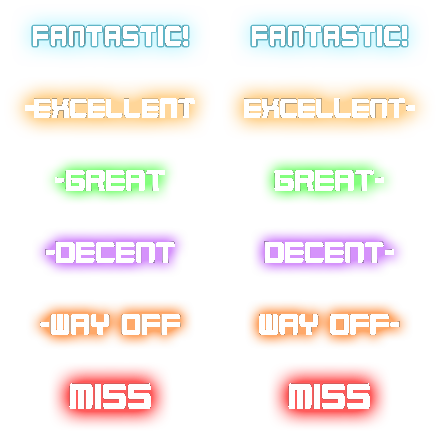 FANTASTIC! FANTASTIC!
-EXCELLENT EXCELLENT-
-GREAT GREAT-
-DECENT DECENT-
-WAY OFF WAY OFF-
MISS MISS